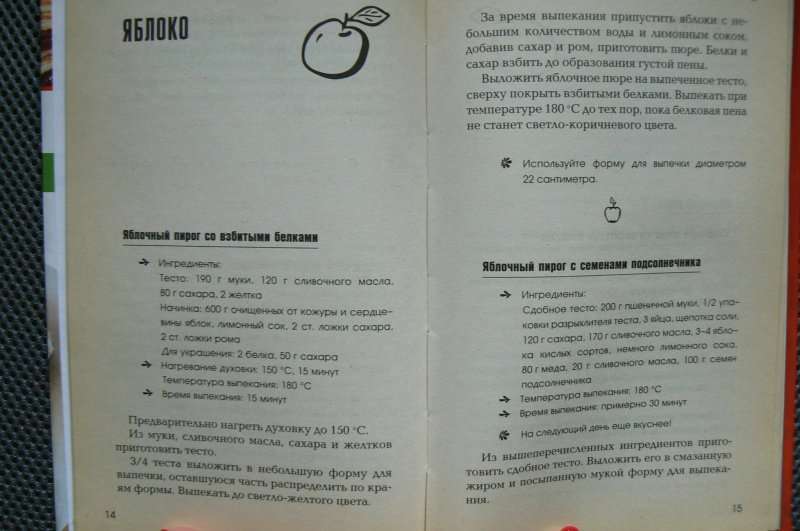 ЯБЛОКО
Яблочный пирог со взбитыми белками
Ингредиенты:
Тесто: 190 г муки, 120 г сливочного масла,
80 г сахара, 2 желтка
Начинка: 600 г очищенных от кожуры и сердце-
вины яблок, лимонный сок, 2 ст. ложки сахара,
2 ст. ложки рома
Для украшения: 2 белка, 50 г сахара
Нагревание духовки: 150 °C, 15 минут
Температура выпекания: 180 °C
Время выпекания: 15 минут
Предварительно нагреть духовку до 150 °C.
Из муки, сливочного масла, сахара и желтков
приготовить тесто.
3/4 теста выложить в небольшую форму для
выпечки, оставшуюся часть распределить по кра-
ям формы. Выпекать до светло-желтого цвета.
14
За время выпекания припустить яблоки с не-
большим количеством воды и лимонным соком,
добавив сахар и ром, приготовить пюре. Белки и
сахар взбить до образования густой пены.
Выложить яблочное пюре на выпеченное тесто,
сверху покрыть взбитыми белками. Выпекать при
температуре 180 °C до тех пор, пока белковая пена
не станет светло-коричневого цвета.
Используйте форму для выпечки диаметром
22 сантиметра.
Яблочный пирог с семенами подсолнечника
Ингредиенты:
Сдобное тесто: 200 г пшеничной муки, 1/2 упа-
ковки разрыхлителя теста, 3 яйца, щепотка соли,
120 г сахара, 170 г сливочного масла, 3–4 ябло-
ка кислых сортов, немного лимонного сока,
80 г меда, 20 г сливочного масла, 100 г семян
подсолнечника
Температура выпекания: 180 °C
Время выпекания: примерно 30 минут
На следующий день еще вкуснее!
Из вышеперечисленных ингредиентов приго-
товить сдобное тесто. Выложить его в смазанную
жиром и посыпанную мукой форму для выпека-
ния.
15